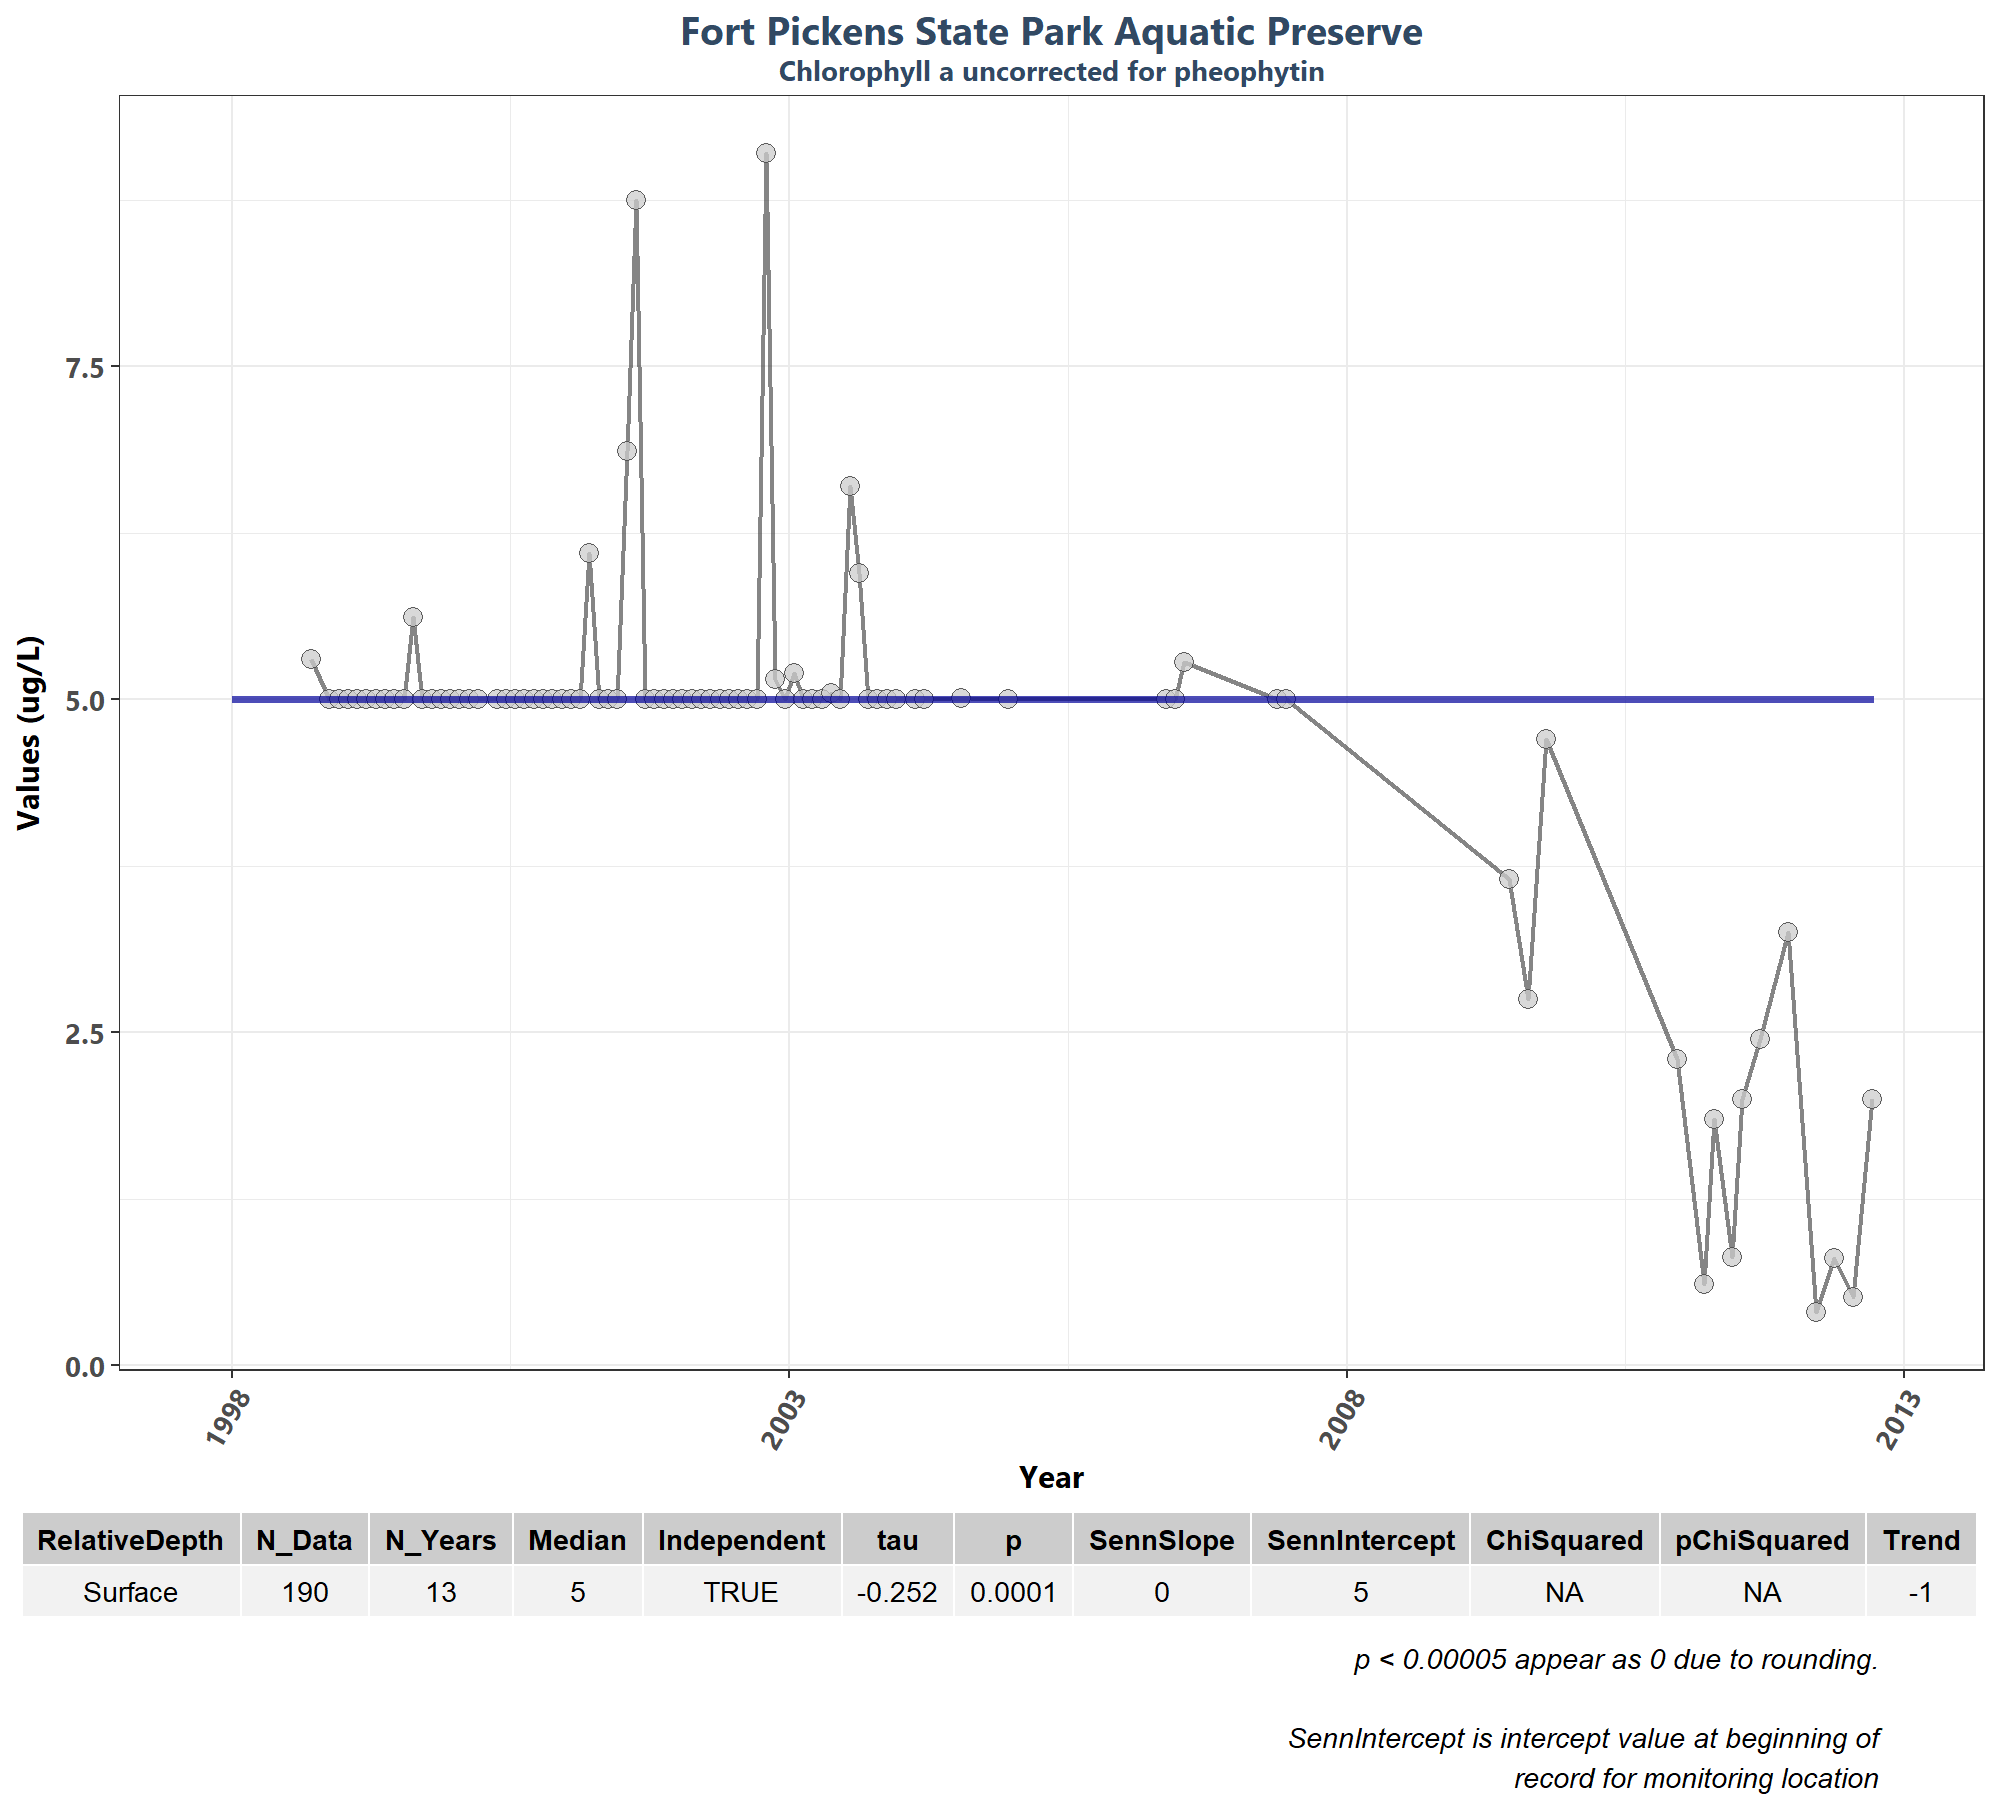 Fort Pickens State Park Aquatic Preserve
Chlorophyll a uncorrected for pheophytin
Values (ug/L)
7.5
5.0
2.5
0.0
1998 2003 2008 2013
Year
RelativeDepth N_Data N_Years Median Independent tau p SennSlope SennIntercept ChiSquared pChiSquared Trend
Surface 190 13 5 TRUE -0.252 0.0001 0 5 NA NA -1
p < 0.00005 appear as 0 due to rounding.
SennIntercept is intercept value at beginning of
record for monitoring location